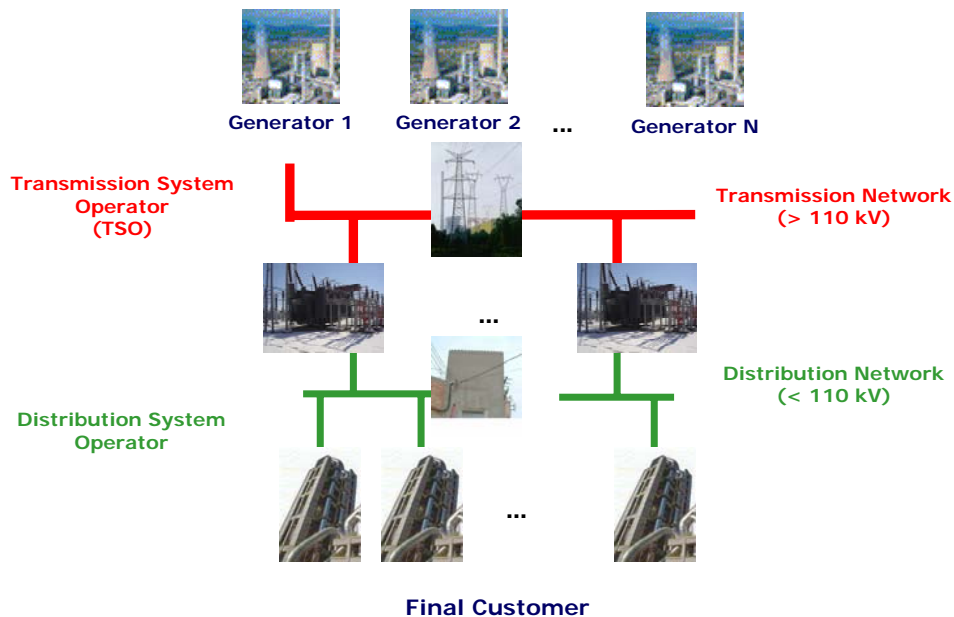 Generator 1
Generator 2
...
Generator N
Transmission System
Operator
(TSO)
Transmission Network
(> 110 kV)
...
Distribution Network
(< 110 kV)
Distribution System
Operator
...
Final Customer